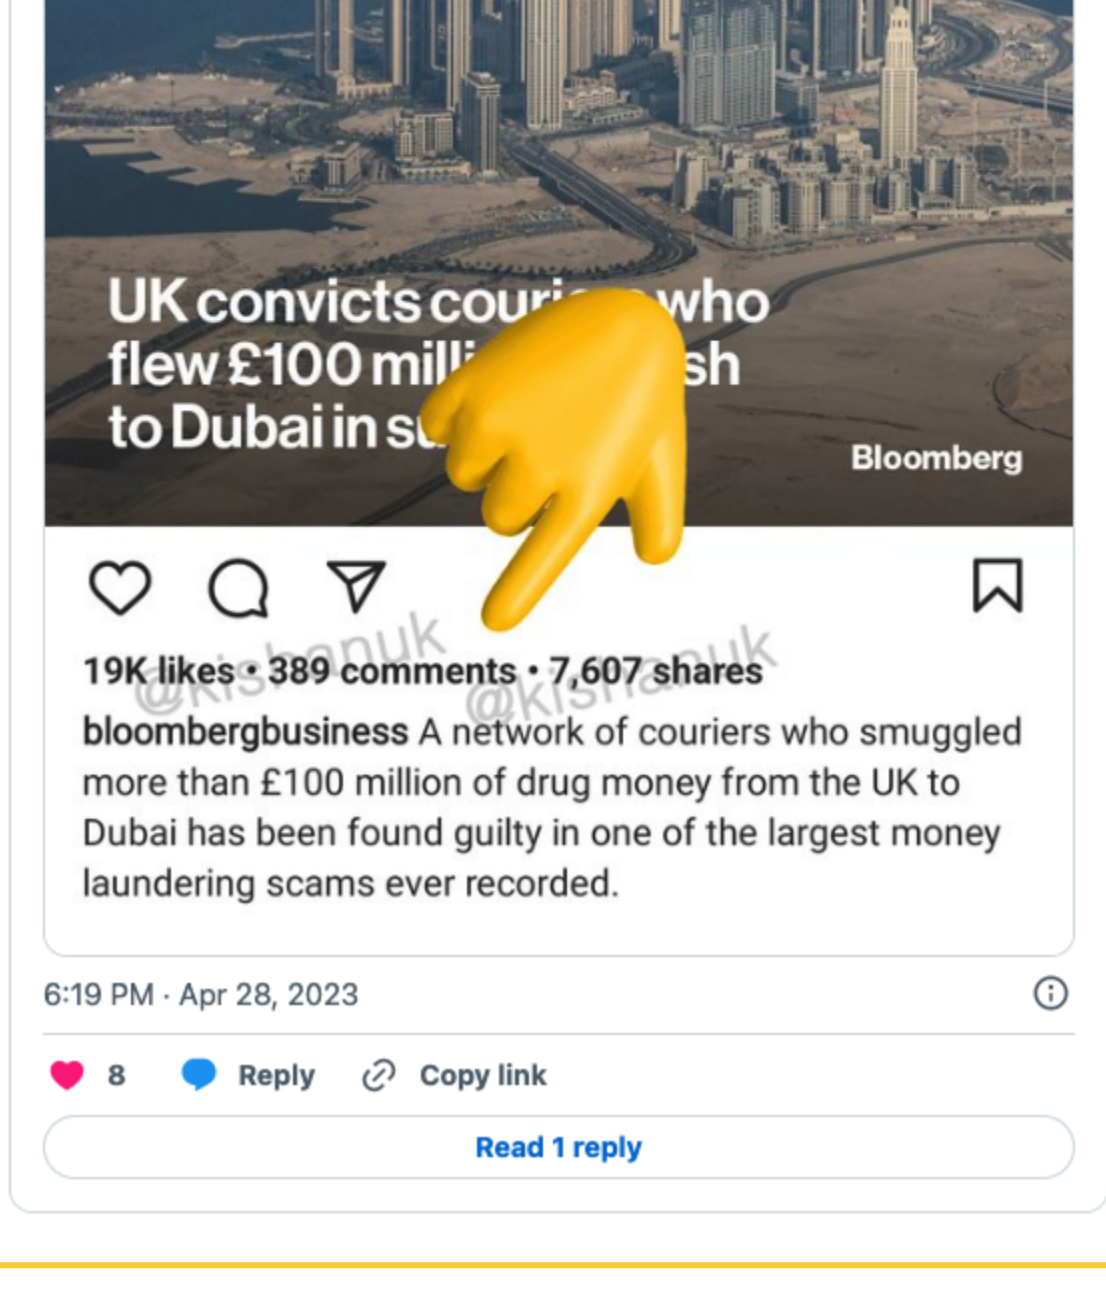 UK convicts who
flew £100
to Dubai in
Bloomberg
@kishanuk
@kishanuk
19K likes • 389 comments • 7,607 shares
bloombergbusiness A network of couriers who smuggled
more than £100 million of drug money from the UK to
Dubai has been found guilty in one of the largest money
laundering scams ever recorded.
6:19 PM · Apr 28, 2023
8 Reply Copy link
Read 1 reply